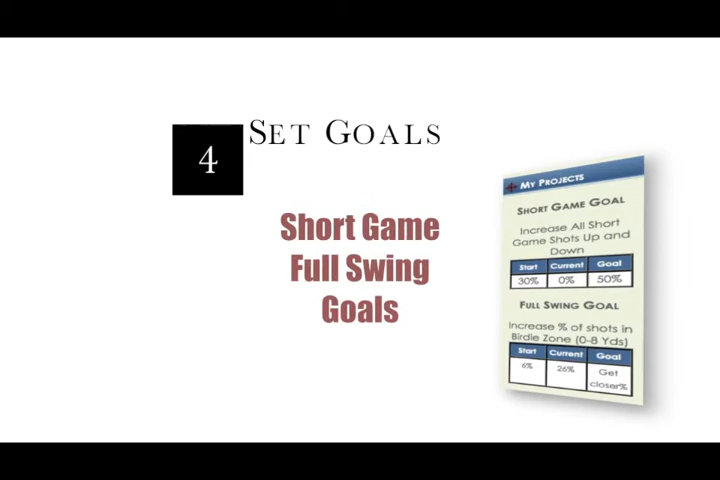 4
SET GOALS
Short Game
Full Swing
Goals
MY PROJECTS
SHORT GAME GOAL
Increase All Short
Game Shots Up and
Down
Start Current Goal
30% 0% 50%
FULL SWING GOAL
Increase % of shots in
Birdie Zone (0-8 Yds)
Start Current Goal
6% 26% Get
closer%